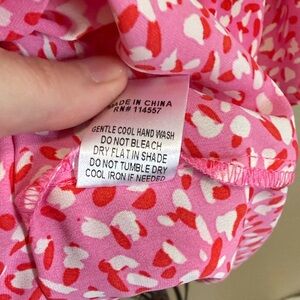 MADE IN CHINA
RN# 114557
GENTLE COOL HAND WASH
DO NOT BLEACH
DRY FLAT IN SHADE
DO NOT TUMBLE DRY
COOL IRON IF NEEDED